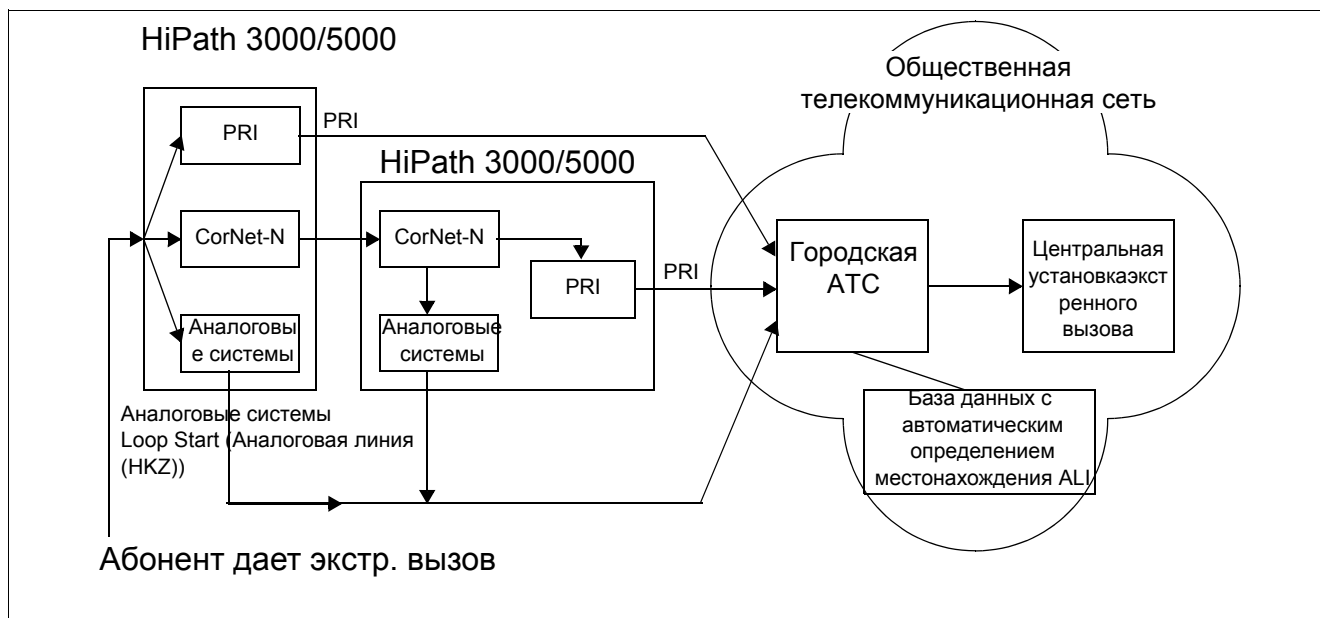 HiPath 3000/5000
Общественная
телекоммуникационная сеть
PRI
PRI
HiPath 3000/5000
CorNet-N
CorNet-N
PRI
PRI
Городская
АТС
Центральная
установкаэкст
ренного
вызова
Аналоговы
е системы
Аналоговые
системы
Аналоговые системы
Loop Start (Аналоговая линия
(HKZ))
База данных с
автоматическим
определением
местонахождения ALI
Абонент дает экстр. вызов